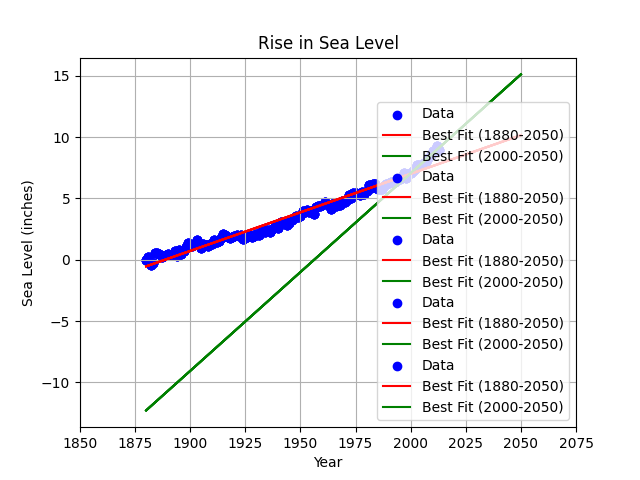 Rise in Sea Level
Sea Level (inches)
15
10
5
0
−5
−10
Data
Best Fit (1880-2050)
Best Fit (2000-2050)
Data
Best Fit (1880-2050)
Best Fit (2000-2050)
Data
Best Fit (1880-2050)
Best Fit (2000-2050)
Data
Best Fit (1880-2050)
Best Fit (2000-2050)
Data
Best Fit (1880-2050)
Best Fit (2000-2050)
1850 1875 1900 1925 1950 1975 2000 2025 2050 2075
Year